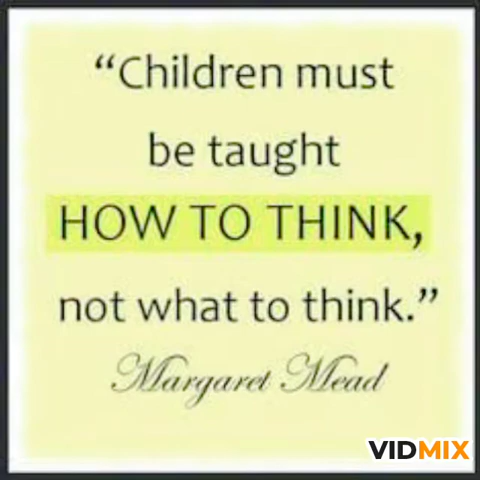 “Children must
be taught
HOW TO THINK,
not what to think.”
Margaret Mead
VIDMIX